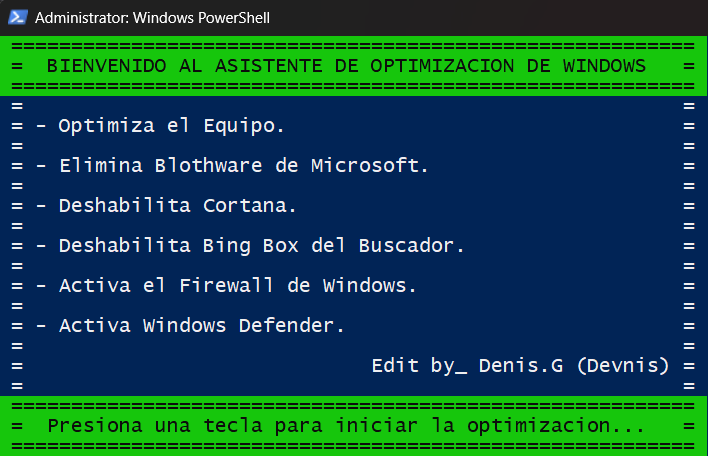 Administrator: Windows PowerShell
=========================================================
=  BIENVENIDO AL ASISTENTE DE OPTIMIZACION DE WINDOWS   =
=========================================================
=                                                       =
= - Optimiza el Equipo.                                 =
=                                                       =
= - Elimina Blothware de Microsoft.                     =
=                                                       =
= - Deshabilita Cortana.                                =
=                                                       =
= - Deshabilita Bing Box del Buscador.                  =
=                                                       =
= - Activa el Firewall de Windows.                      =
=                                                       =
= - Activa Windows Defender.                            =
=                                                       =
=                             Edit by_ Denis.G (Devnis) =
=                                                       =
=========================================================
=  Presiona una tecla para iniciar la optimizacion...   =
=========================================================